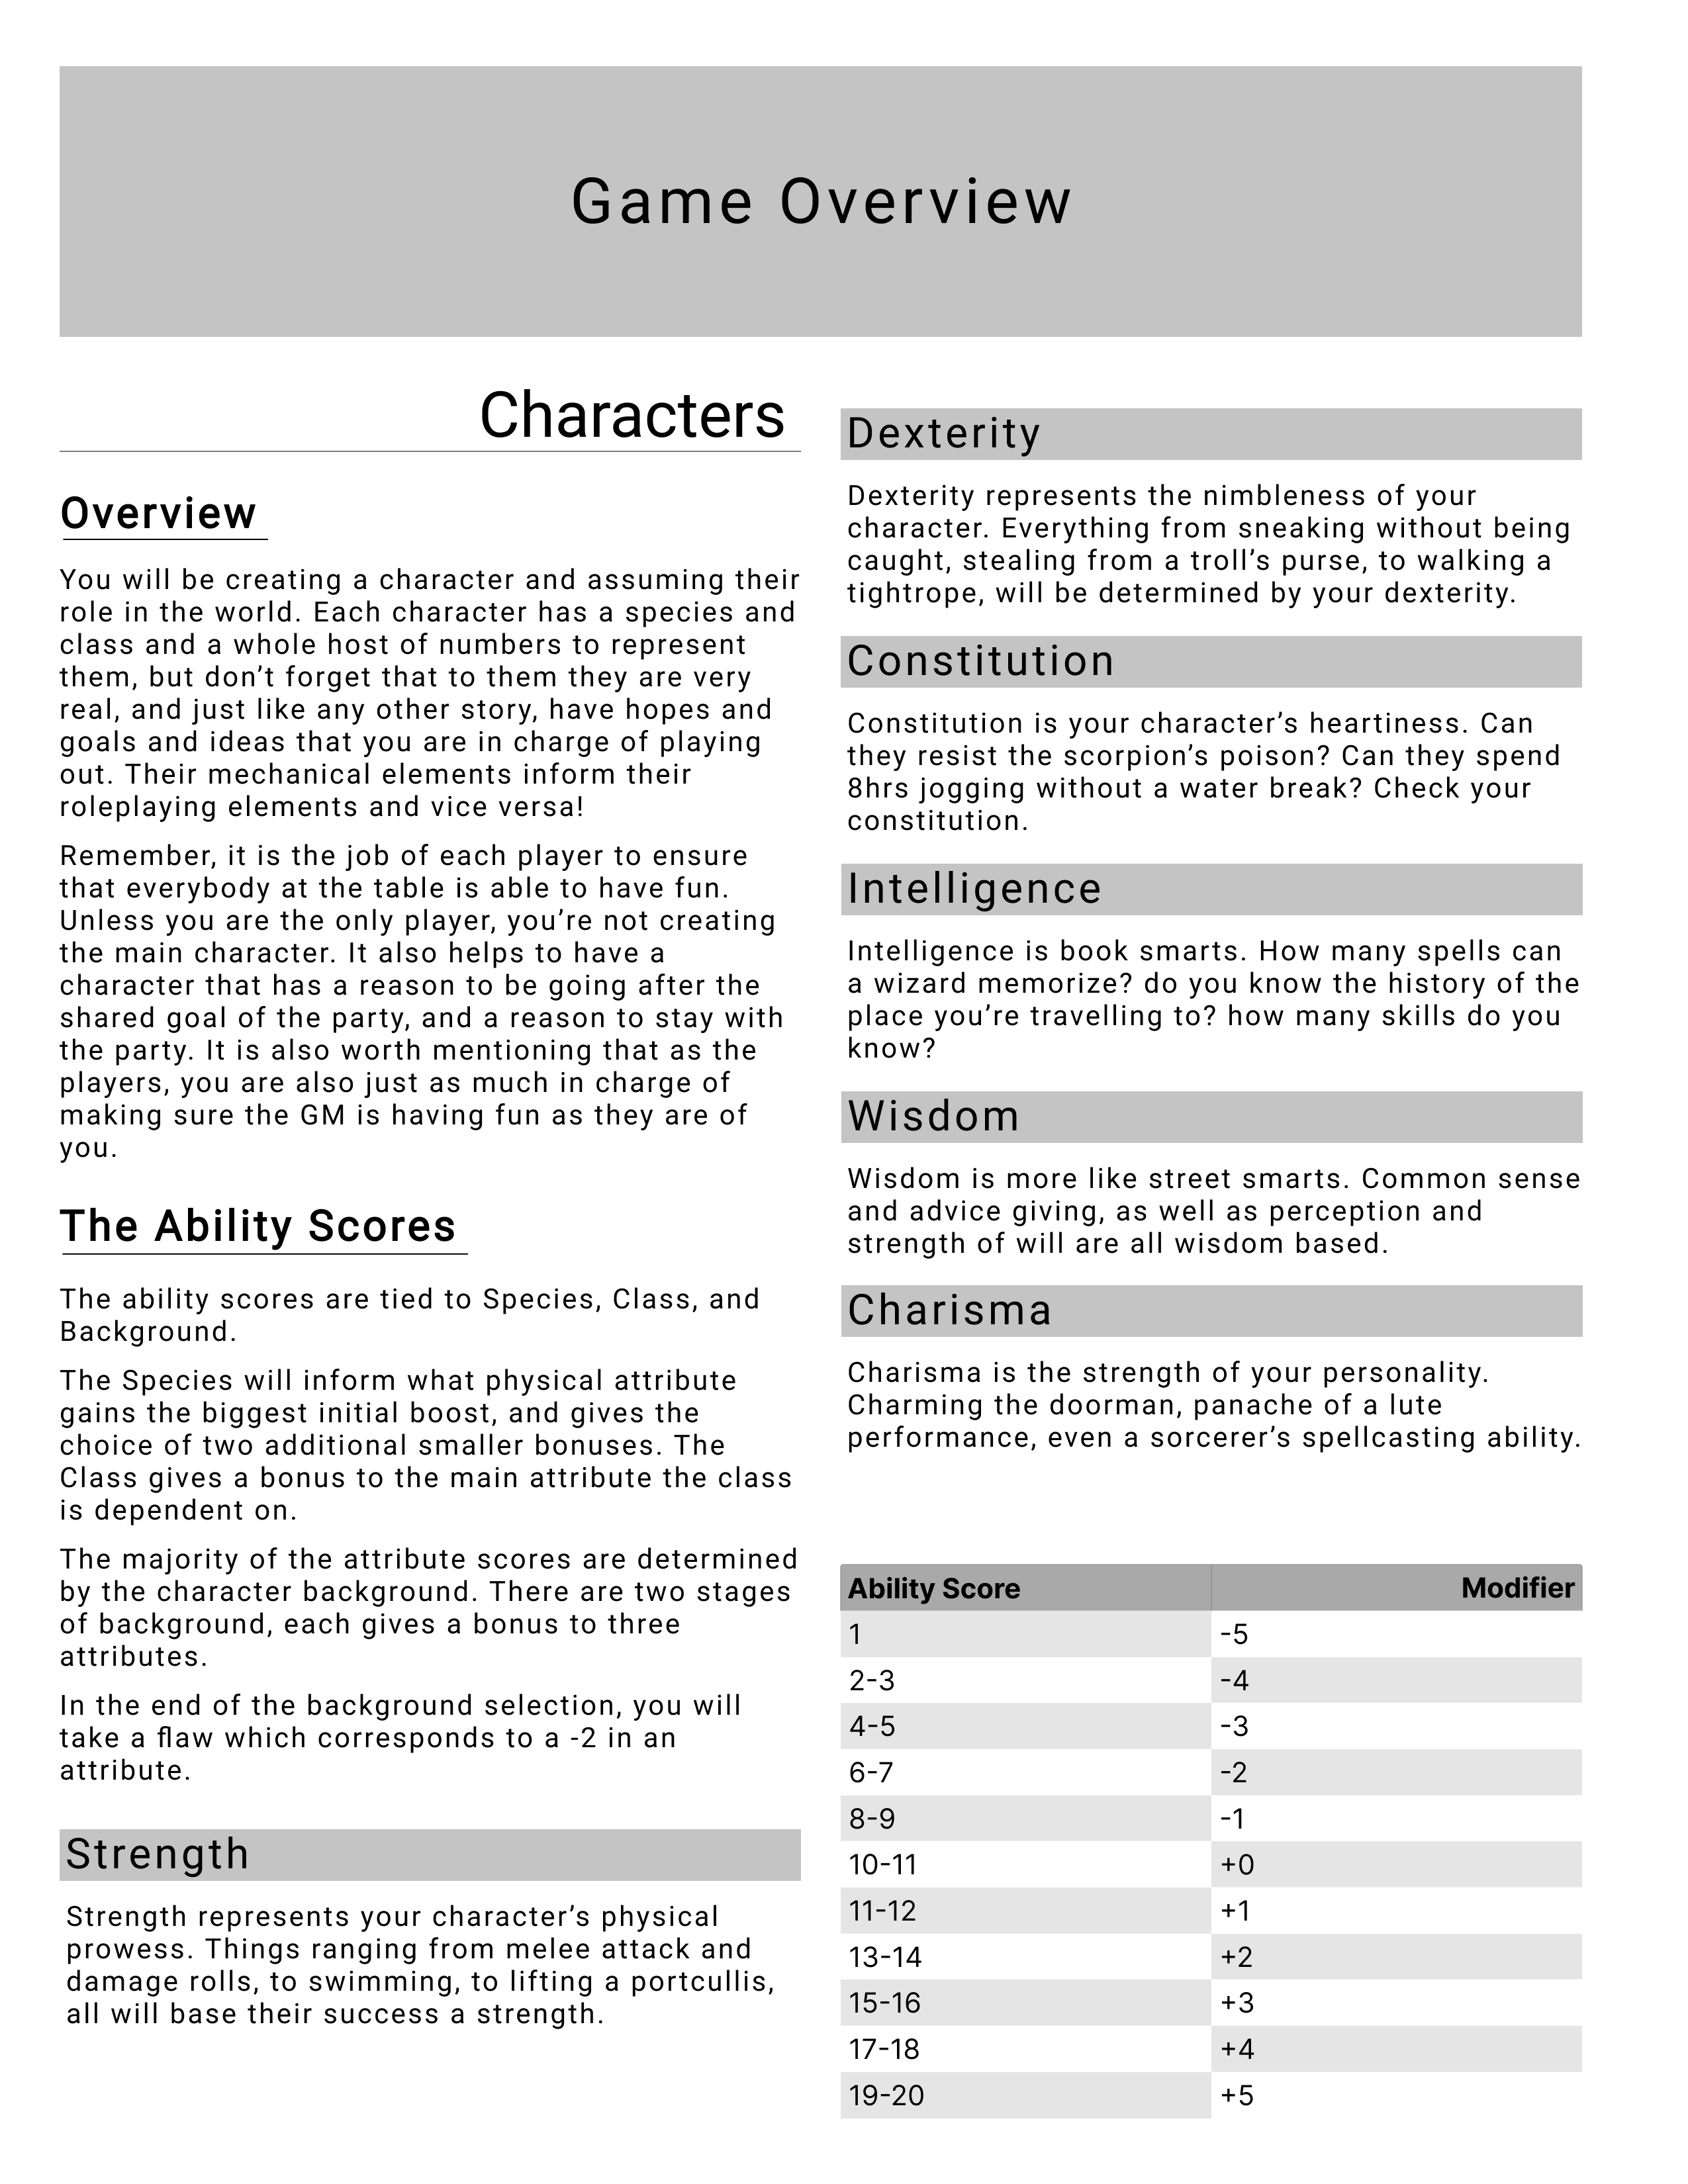 Game Overview
Characters
Overview
You will be creating a character and assuming their
role in the world. Each character has a species and
class and a whole host of numbers to represent
them, but don’t forget that to them they are very
real, and just like any other story, have hopes and
goals and ideas that you are in charge of playing
out. Their mechanical elements inform their
roleplaying elements and vice versa!
Remember, it is the job of each player to ensure
that everybody at the table is able to have fun.
Unless you are the only player, you’re not creating
the main character. It also helps to have a
character that has a reason to be going after the
shared goal of the party, and a reason to stay with
the party. It is also worth mentioning that as the
players, you are also just as much in charge of
making sure the GM is having fun as they are of
you.
The Ability Scores
The ability scores are tied to Species, Class, and
Background.
The Species will inform what physical attribute
gains the biggest initial boost, and gives the
choice of two additional smaller bonuses. The
Class gives a bonus to the main attribute the class
is dependent on.
The majority of the attribute scores are determined
by the character background. There are two stages
of background, each gives a bonus to three
attributes.
In the end of the background selection, you will
take a flaw which corresponds to a -2 in an
attribute.
Strength
Strength represents your character’s physical
prowess. Things ranging from melee attack and
damage rolls, to swimming, to lifting a portcullis,
all will base their success a strength.
Dexterity
Dexterity represents the nimbleness of your
character. Everything from sneaking without being
caught, stealing from a troll’s purse, to walking a
tightrope, will be determined by your dexterity.
Constitution
Constitution is your character’s heartiness. Can
they resist the scorpion’s poison? Can they spend
8hrs jogging without a water break? Check your
constitution.
Intelligence
Intelligence is book smarts. How many spells can
a wizard memorize? do you know the history of the
place you’re travelling to? how many skills do you
know?
Wisdom
Wisdom is more like street smarts. Common sense
and advice giving, as well as perception and
strength of will are all wisdom based.
Charisma
Charisma is the strength of your personality.
Charming the doorman, panache of a lute
performance, even a sorcerer’s spellcasting ability.
Ability Score Modifier
1 -5
2-3 -4
4-5 -3
6-7 -2
8-9 -1
10-11 +0
11-12 +1
13-14 +2
15-16 +3
17-18 +4
19-20 +5